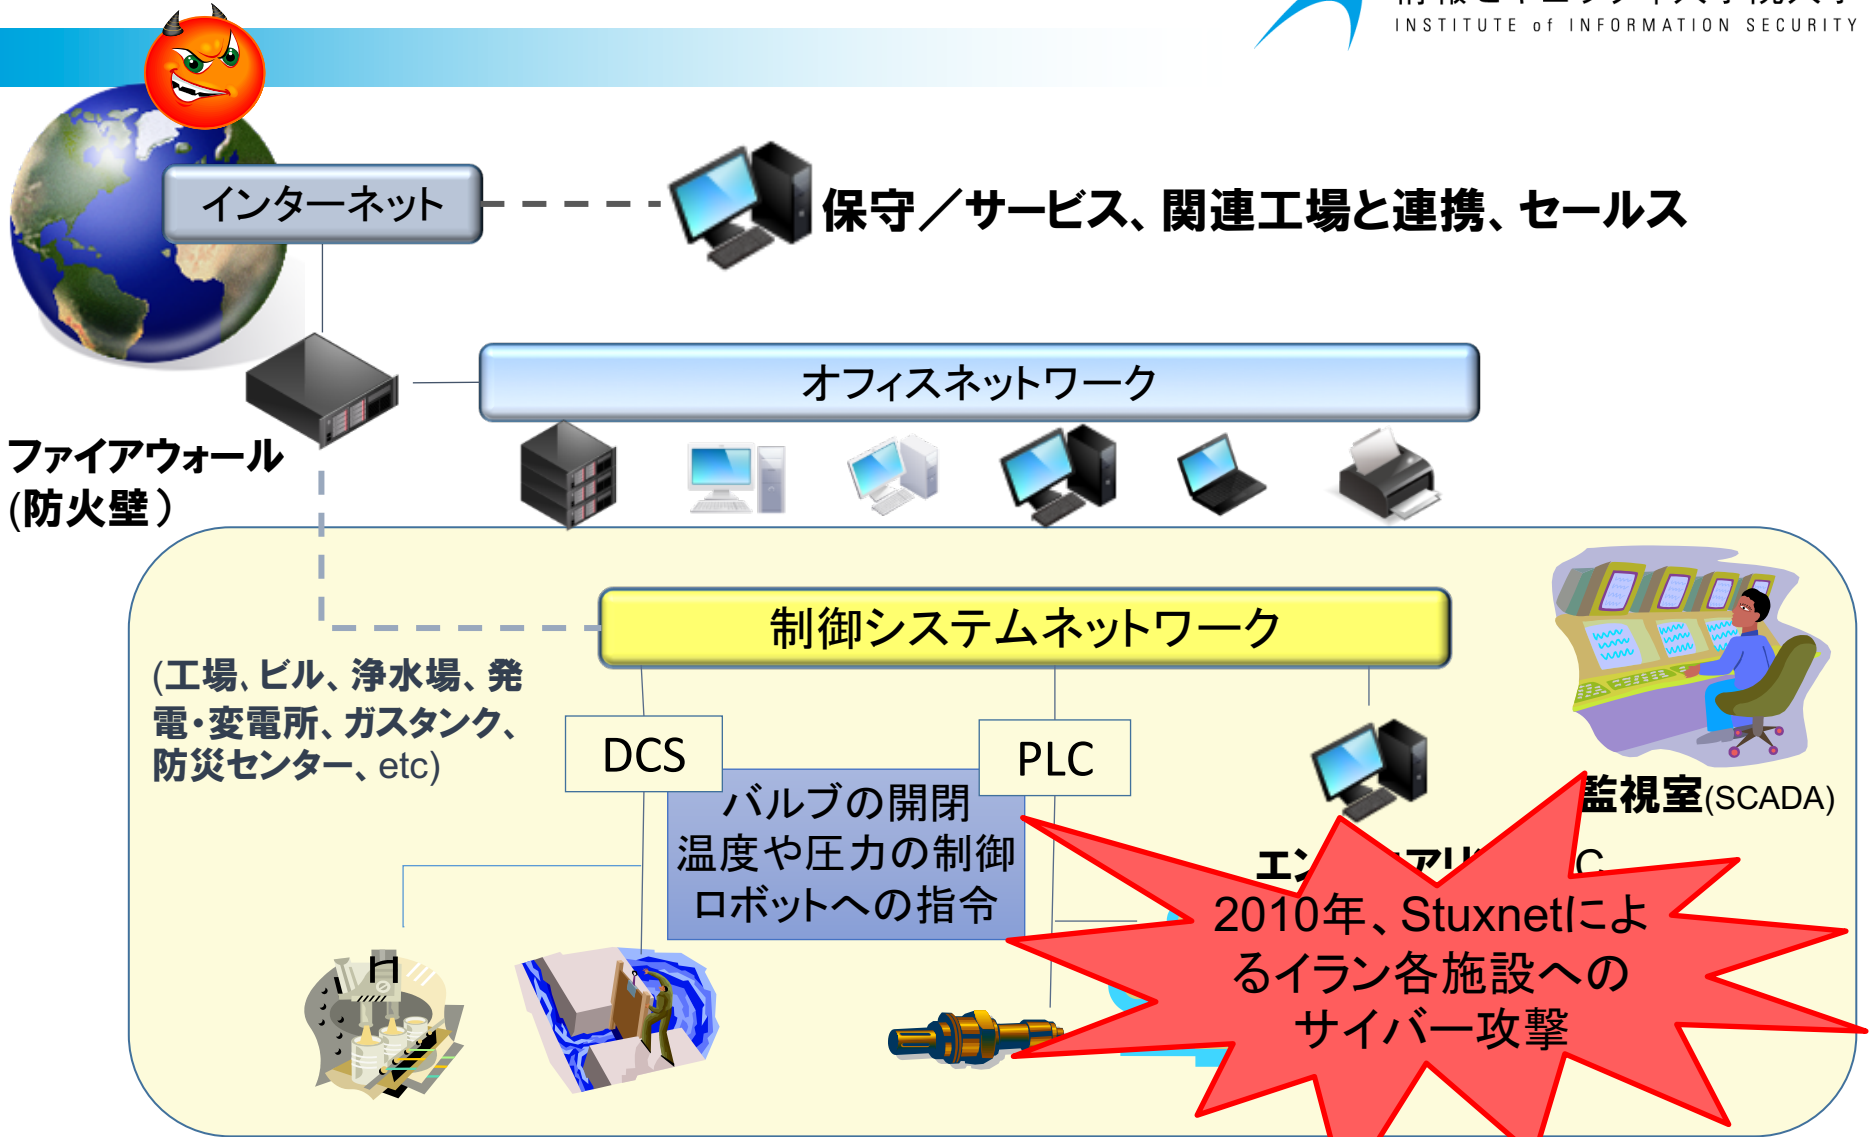 INSTITUTE of INFORMATION SECURITY
インターネット
保守／サービス、関連工場と連携、セールス
オフィスネットワーク
ファイアウォール
(防火壁）
制御システムネットワーク
(工場、ビル、浄水場、発
電・変電所、ガスタンク、
防災センター、etc)
DCS
PLC
バルブの開閉
温度や圧力の制御
ロボットへの指令
監視室(SCADA)
2010年、Stuxnetによ
るイラン各施設への
サイバー攻撃